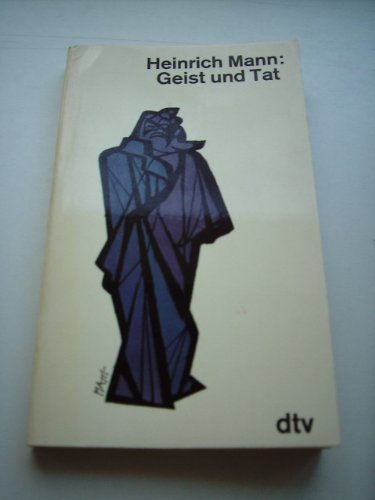 Heinrich Mann:
Geist und Tat
dtv